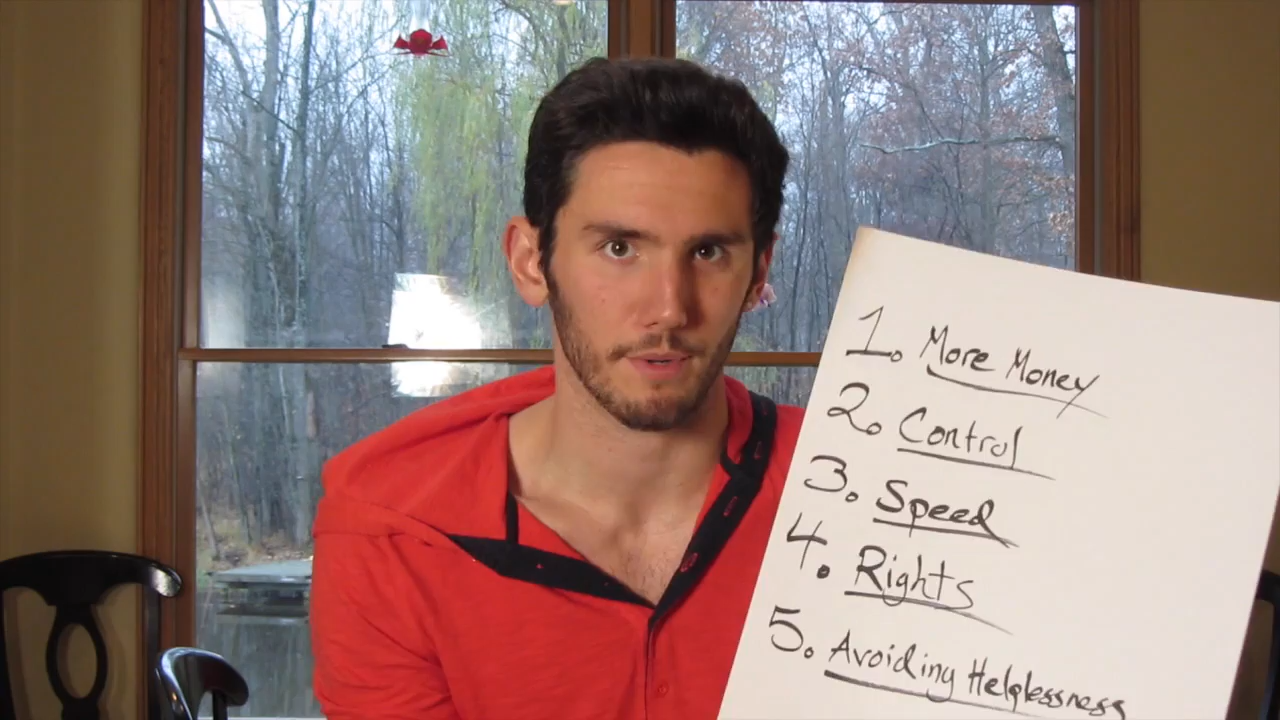 1. More Money
2. Control
3. Speed
4. Rights
5. Avoiding Helplessness